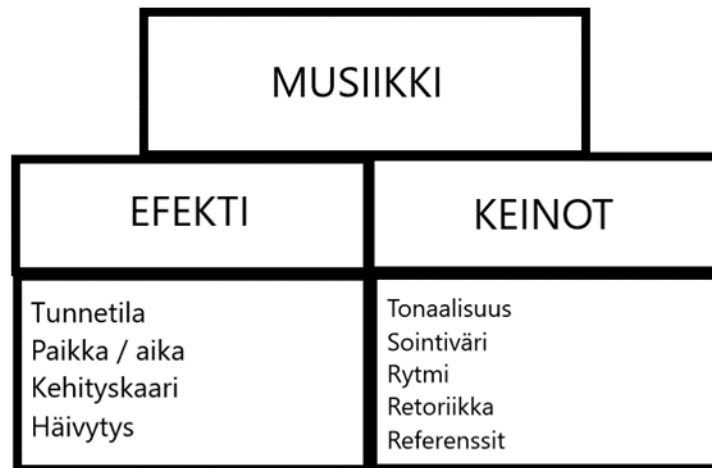 MUSIIKKI
EFEKTI
KEINOT
Tunnetila
Paikka / aika
Kehityskaari
Häivytys
Tonaalisuus
Sointiväri
Rytmi
Retoriikka
Referenssit